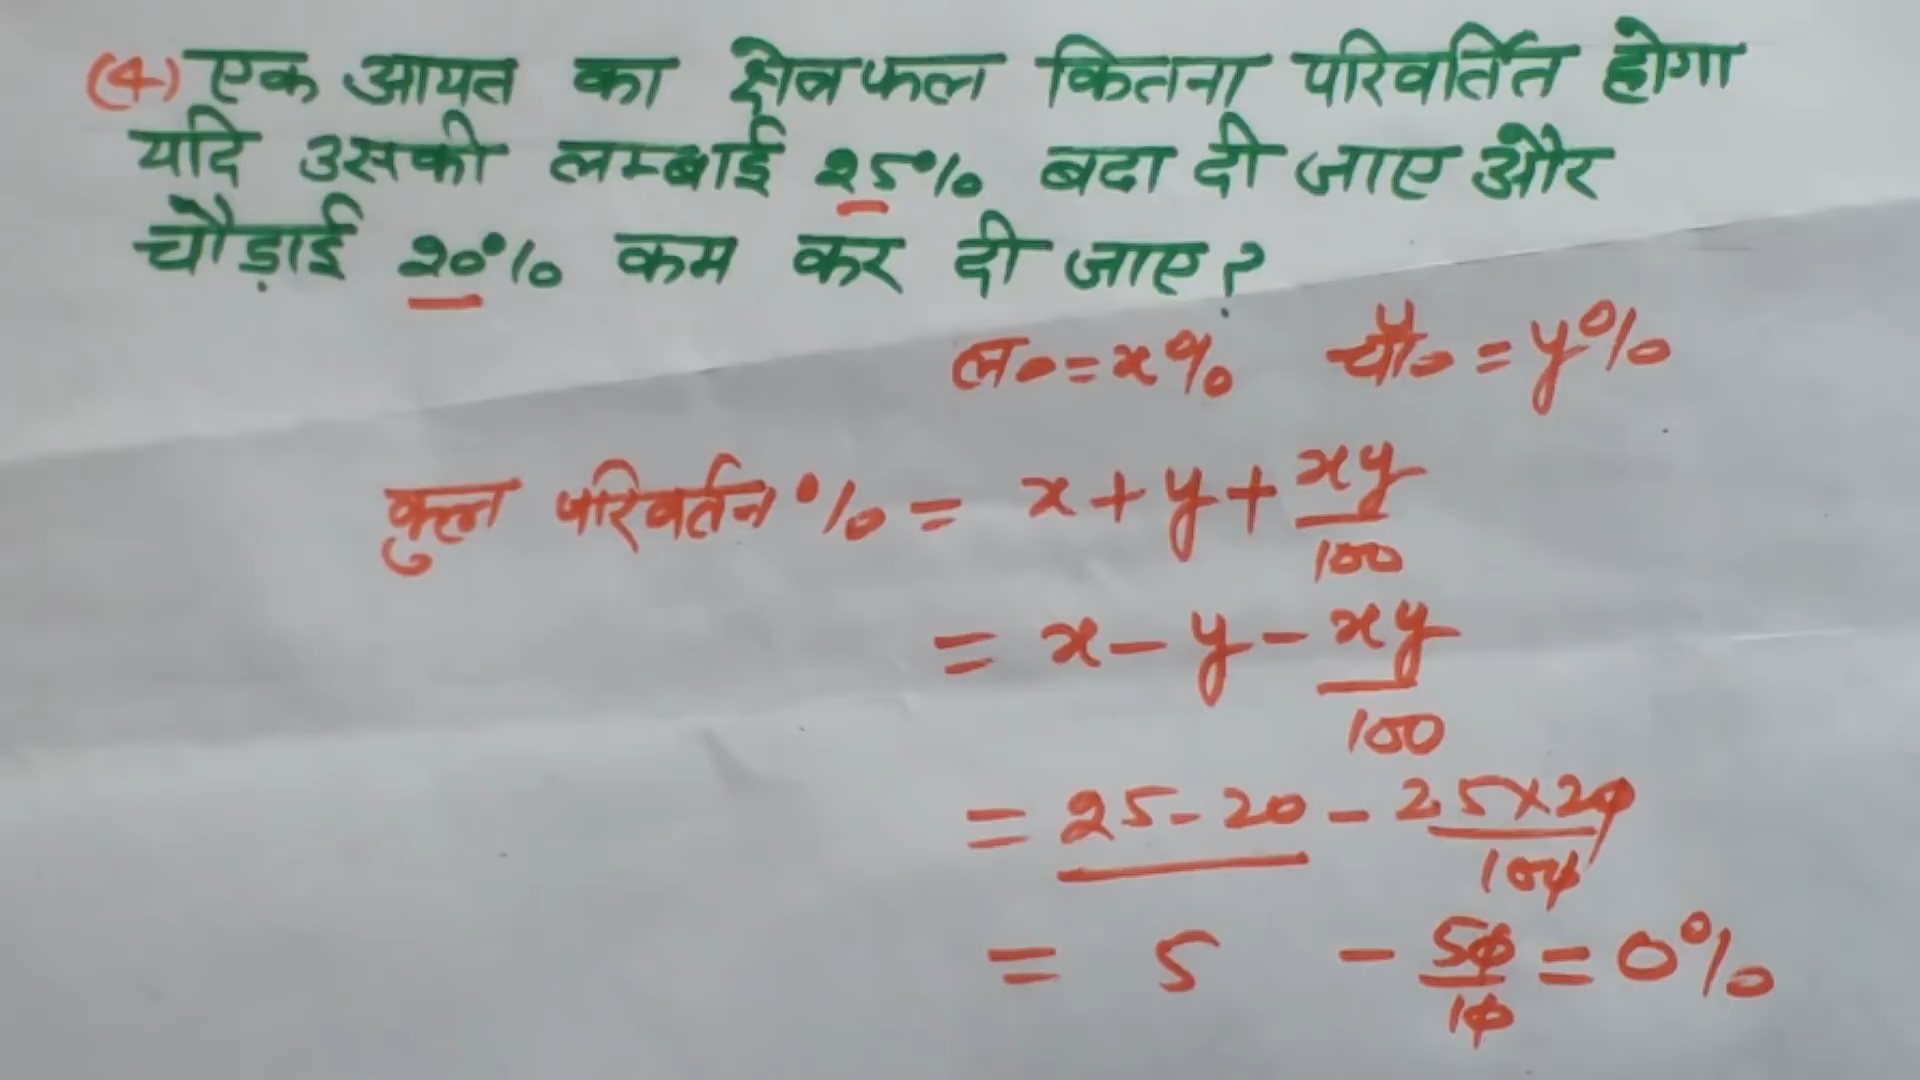 (4) एक आयत का क्षेत्रफल कितना परिवर्तित होगा
यदि उसकी लम्बाई 25% बढा दी जाए और
चौड़ाई 20% कम कर दी जाए?
ल० = x% चौ० = y%
कुल परिवर्तन % = x + y + xy/100
= x - y - xy/100
= 25 - 20 - 25×20/100
= 5 - 50/10 = 0%